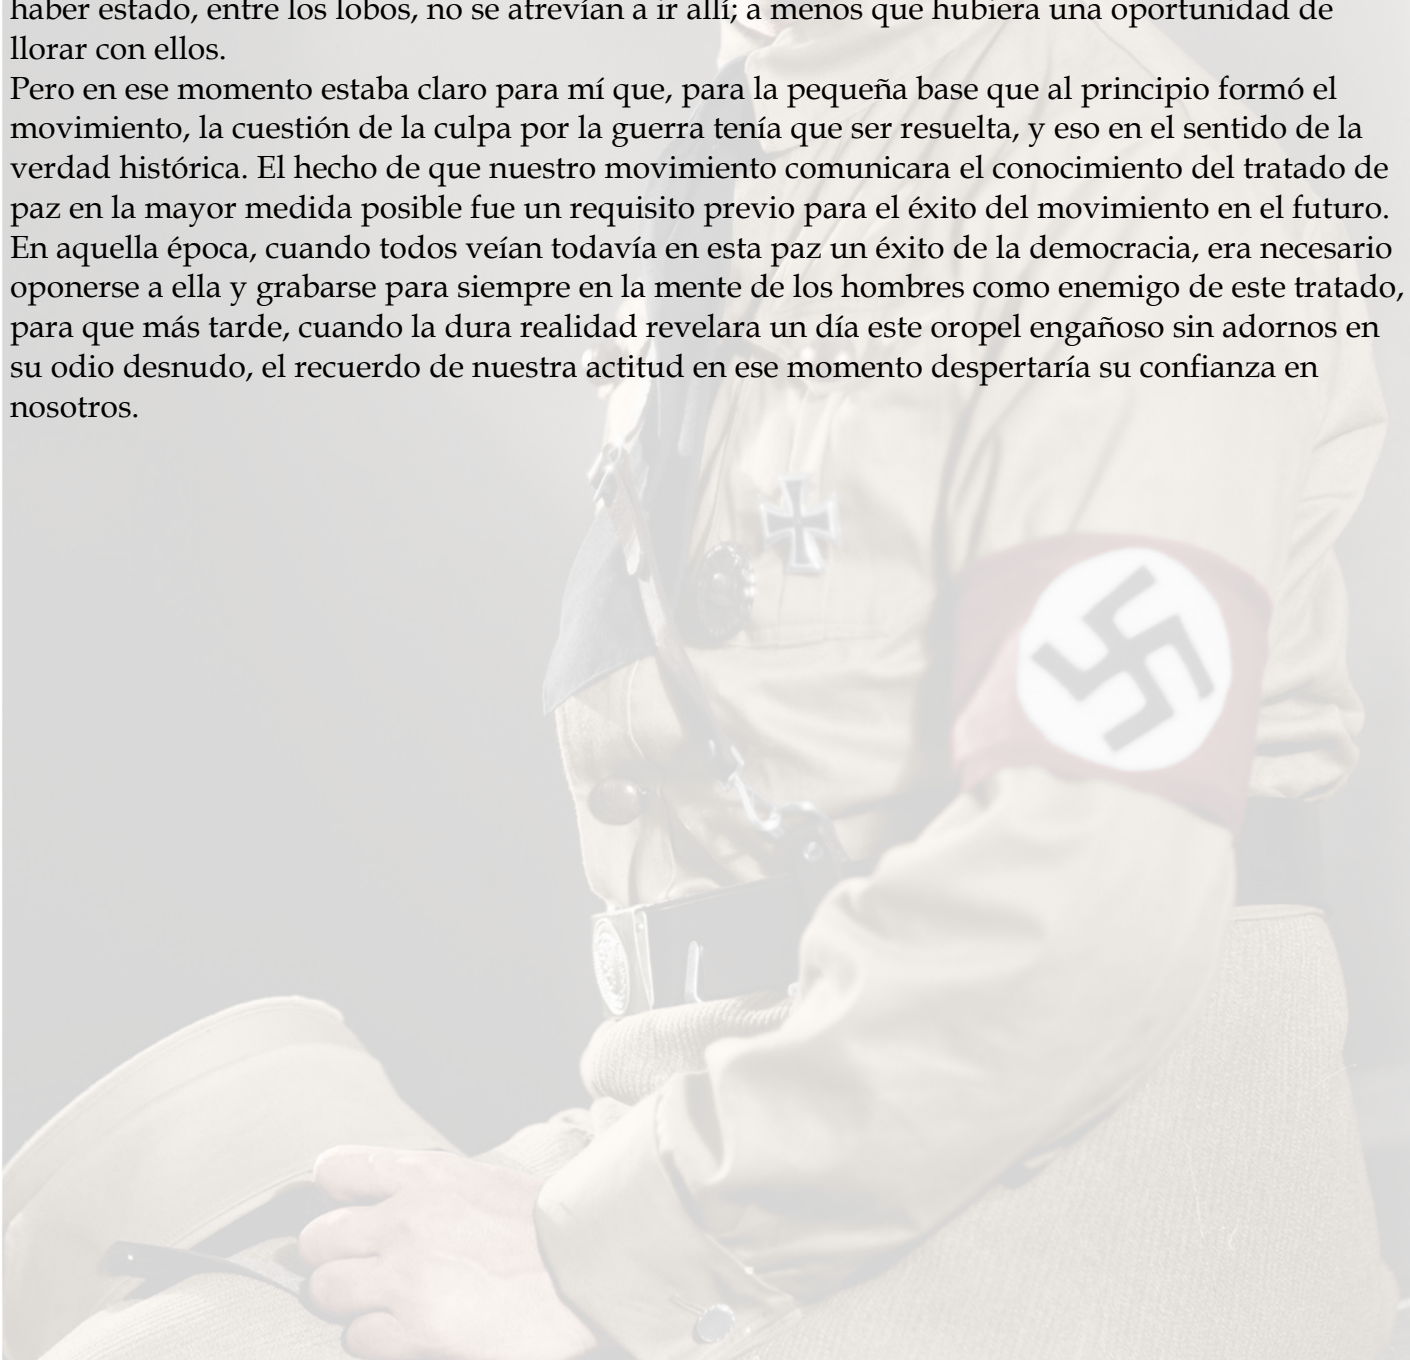 haber estado, entre los lobos, no se atrevían a ir allí; a menos que hubiera una oportunidad de
llorar con ellos.
Pero en ese momento estaba claro para mí que, para la pequeña base que al principio formó el
movimiento, la cuestión de la culpa por la guerra tenía que ser resuelta, y eso en el sentido de la
verdad histórica. El hecho de que nuestro movimiento comunicara el conocimiento del tratado de
paz en la mayor medida posible fue un requisito previo para el éxito del movimiento en el futuro.
En aquella época, cuando todos veían todavía en esta paz un éxito de la democracia, era necesario
oponerse a ella y grabarse para siempre en la mente de los hombres como enemigo de este tratado,
para que más tarde, cuando la dura realidad revelara un día este oropel engañoso sin adornos en
su odio desnudo, el recuerdo de nuestra actitud en ese momento despertaría su confianza en
nosotros.